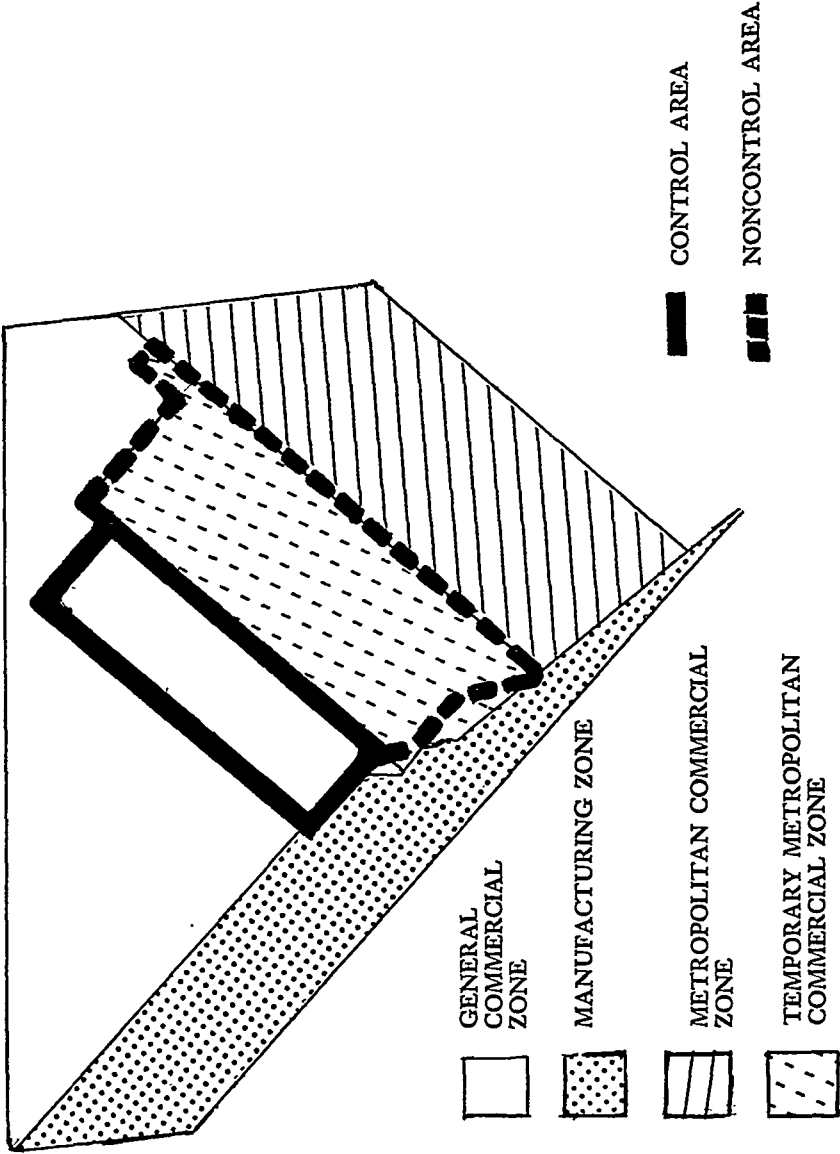 GENERAL
COMMERCIAL
ZONE
MANUFACTURING ZONE
METROPOLITAN COMMERCIAL
ZONE
TEMPORARY METROPOLITAN
COMMERCIAL ZONE
CONTROL AREA
NONCONTROL AREA